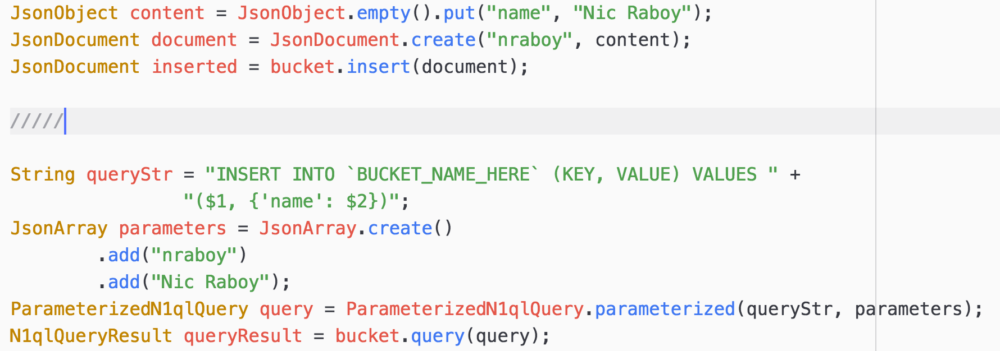 JsonObject content = JsonObject.empty().put("name", "Nic Raboy");
JsonDocument document = JsonDocument.create("nraboy", content);
JsonDocument inserted = bucket.insert(document);
/////
String queryStr = "INSERT INTO `BUCKET_NAME_HERE` (KEY, VALUE) VALUES " +
"($1, {'name': $2})";
JsonArray parameters = JsonArray.create()
.add("nraboy")
.add("Nic Raboy");
ParameterizedN1qlQuery query = ParameterizedN1qlQuery.parameterized(queryStr, parameters);
N1qlQueryResult queryResult = bucket.query(query);